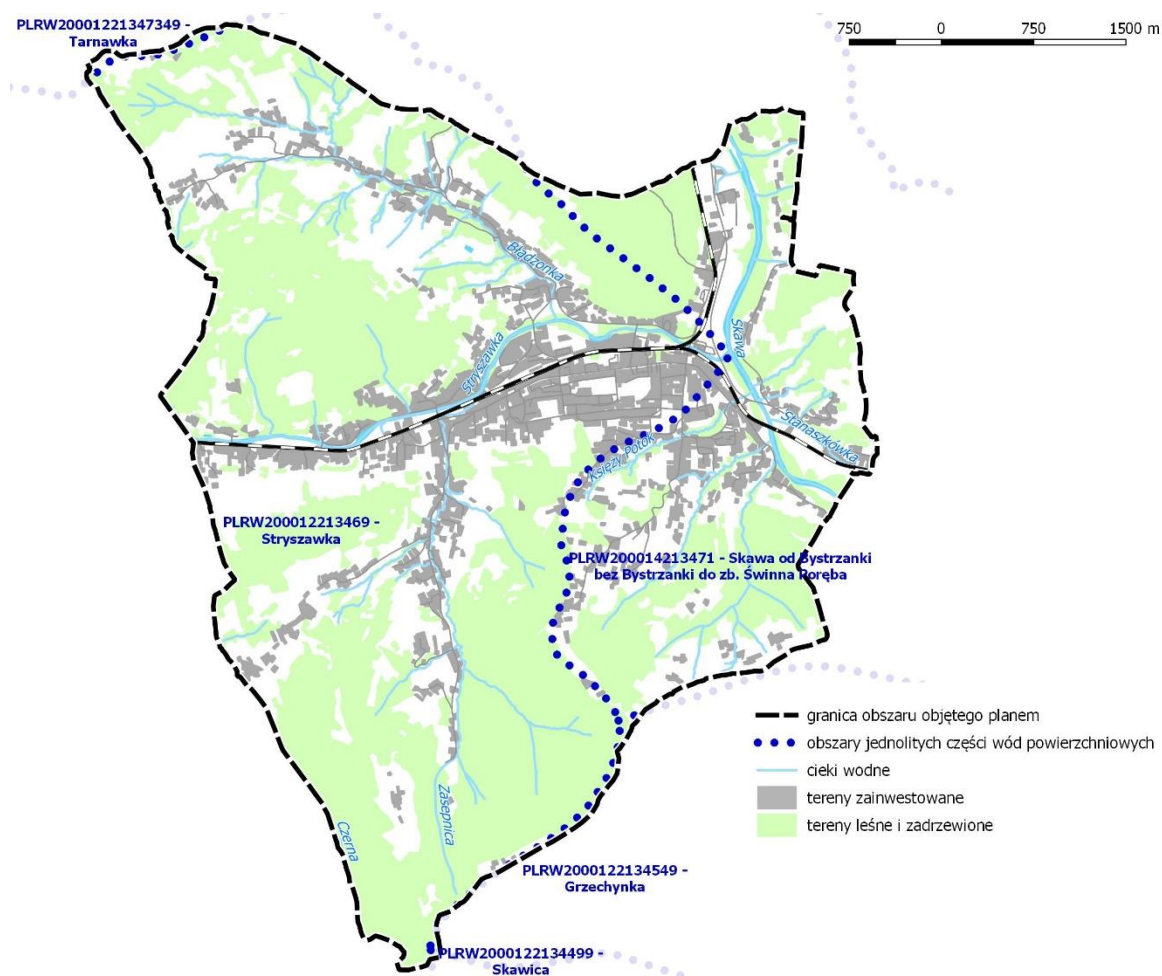 PLRW20001221347349 -
Tarnawka
750 0 750 1500 m
Błądzonka
Stryszawka
Skawa
Stanaszkówka
Księży Potok
PLRW200012213469 -
Stryszawka
PLRW200014213471 - Skawa od Bystrzanki
bez Bystrzanki do zb. Świnna Poręba
granica obszaru objętego planem
obszary jednolitych części wód powierzchniowych
cieki wodne
tereny zainwestowane
tereny leśne i zadrzewione
Zasepnica
Czerna
PLRW2000122134549 -
Grzechynka
PLRW2000122134499 -
Skawica